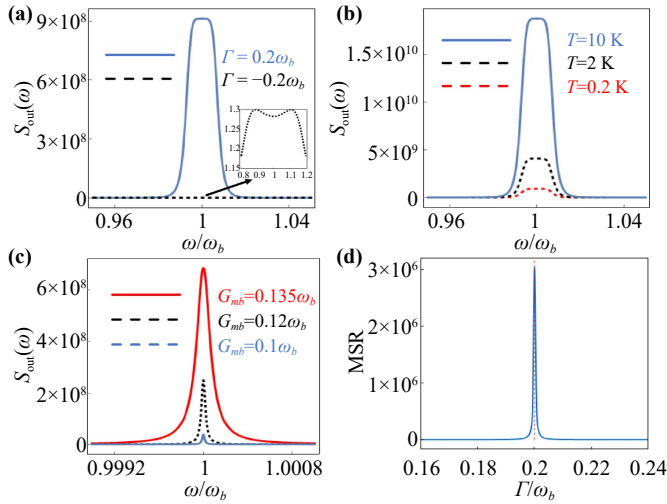 (a)
9×10⁸
6×10⁸
3×10⁸
0
S_out(ω)
Γ = 0.2ω_b
Γ = −0.2ω_b
1.3
1.2
1.1
1.15
0.8 0.9 1 1.1 1.2
0.96 1 1.04
ω/ω_b
(b)
1.5×10¹⁰
1×10¹⁰
5×10⁹
0
S_out(ω)
T=10 K
T=2 K
T=0.2 K
0.96 1 1.04
ω/ω_b
(c)
6×10⁸
4×10⁸
2×10⁸
0
S_out(ω)
G_mb=0.135ω_b
G_mb=0.12ω_b
G_mb=0.1ω_b
0.9992 1 1.0008
ω/ω_b
(d)
3×10⁶
2×10⁶
1×10⁶
0
MSR
0.16 0.18 0.2 0.22 0.24
Γ/ω_b